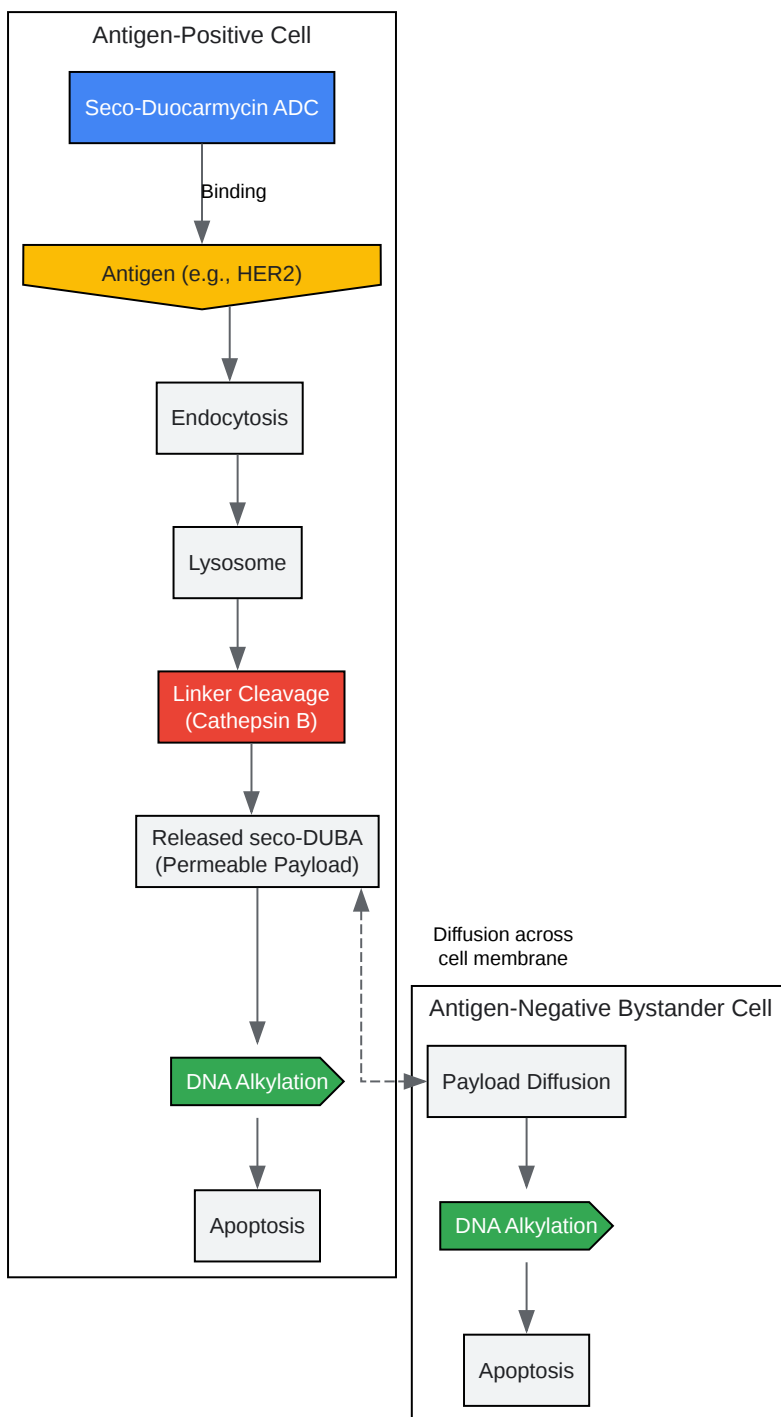 Antigen-Positive Cell
Seco-Duocarmycin ADC
Binding
Antigen (e.g., HER2)
Endocytosis
Lysosome
Linker Cleavage
(Cathepsin B)
Released seco-DUBA
(Permeable Payload)
DNA Alkylation
Apoptosis
Diffusion across
cell membrane
Antigen-Negative Bystander Cell
Payload Diffusion
DNA Alkylation
Apoptosis